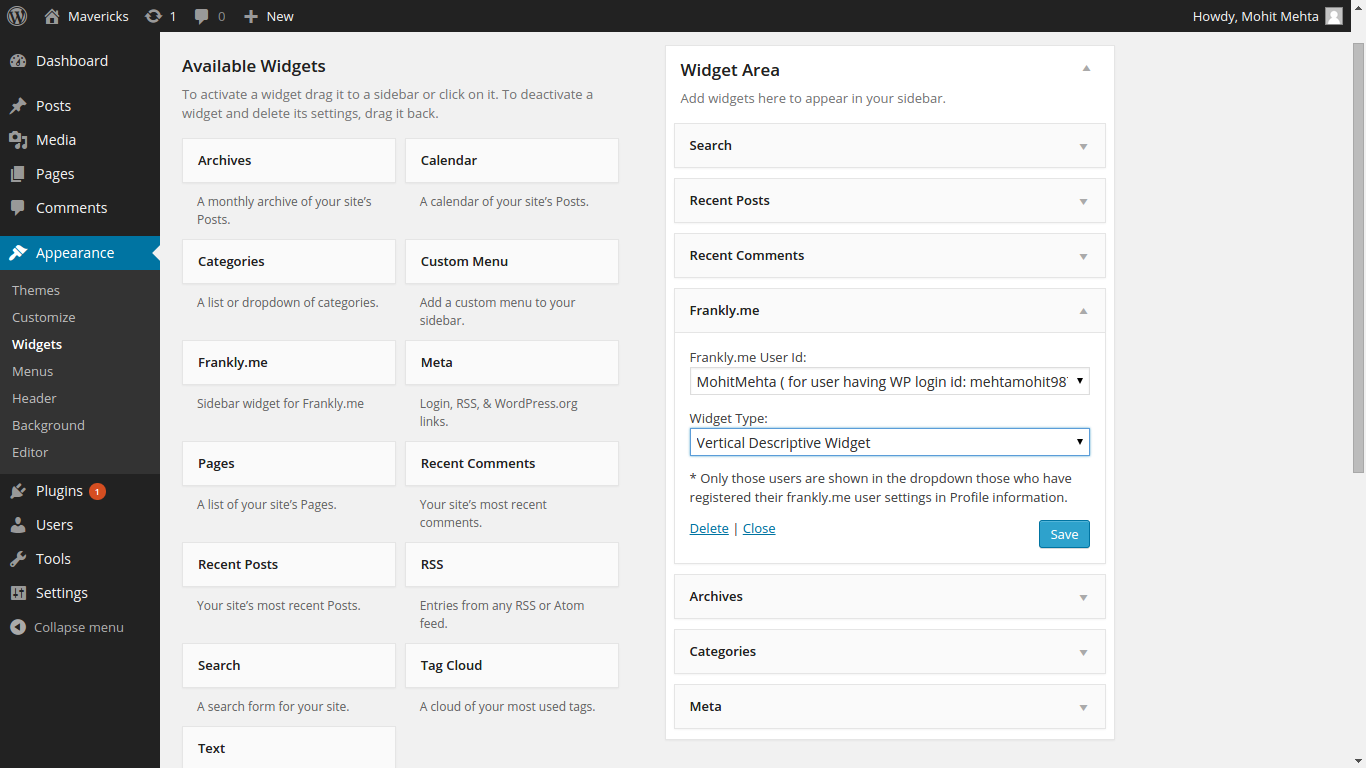 Mavericks 1 0 New Howdy, Mohit Mehta
Dashboard
Posts
Media
Pages
Comments
Appearance
Themes
Customize
Widgets
Menus
Header
Background
Editor
Plugins 1
Users
Tools
Settings
Collapse menu
Available Widgets
To activate a widget drag it to a sidebar or click on it. To deactivate a
widget and delete its settings, drag it back.
Archives Calendar
A monthly archive of your site’s A calendar of your site’s Posts.
Posts.
Categories Custom Menu
A list or dropdown of categories. Add a custom menu to your
sidebar.
Frankly.me Meta
Sidebar widget for Frankly.me Login, RSS, & WordPress.org
links.
Pages Recent Comments
A list of your site’s Pages. Your site’s most recent
comments.
Recent Posts RSS
Your site’s most recent Posts. Entries from any RSS or Atom
feed.
Search Tag Cloud
A search form for your site. A cloud of your most used tags.
Text
Widget Area
Add widgets here to appear in your sidebar.
Search
Recent Posts
Recent Comments
Frankly.me
Frankly.me User Id:
MohitMehta ( for user having WP login id: mehtamohit98
Widget Type:
Vertical Descriptive Widget
* Only those users are shown in the dropdown those who have
registered their frankly.me user settings in Profile information.
Delete | Close Save
Archives
Categories
Meta